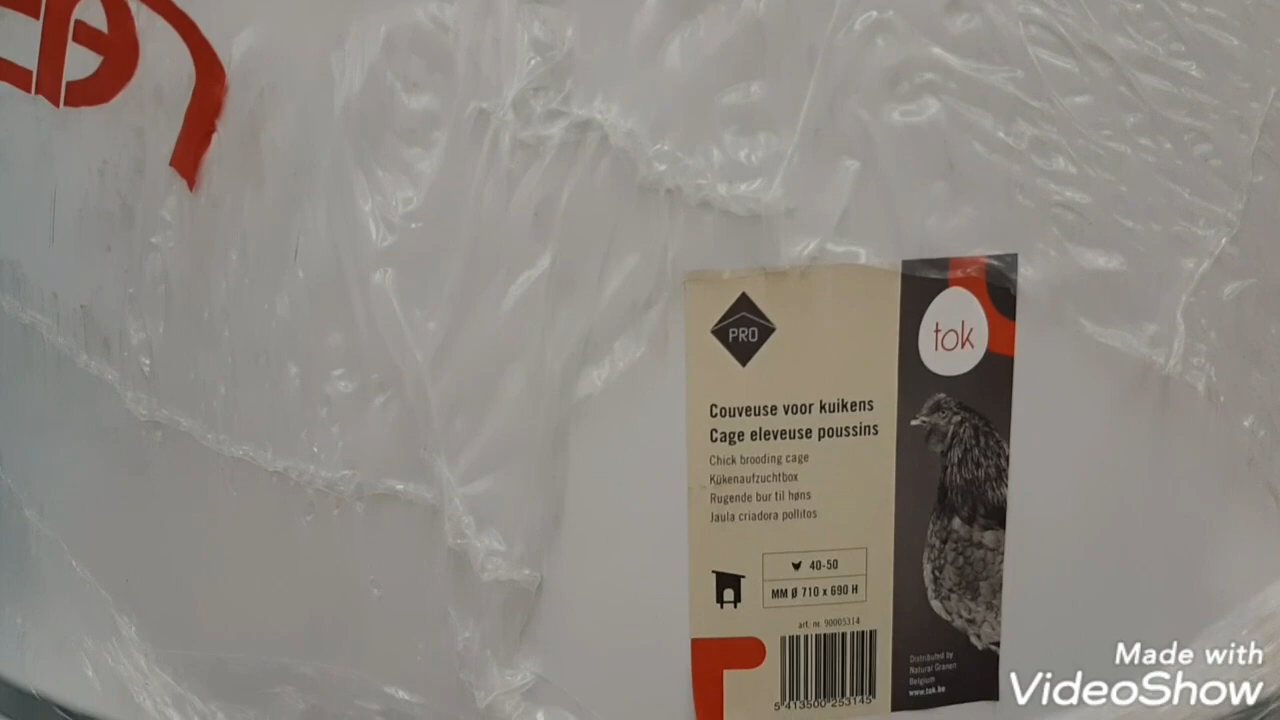 PRO
tok
Couveuse voor kuikens
Cage eleveuse poussins
Chick brooding cage
Kükenaufzuchtbox
Rugende bur til høns
Jaula criadora pollitos
40-50
MM Ø 710 x 690 H
art. nr. 90005314
5 413500 253145
Distributed by
Natural Granen
Belgium
www.tok.be
Made with
VideoShow